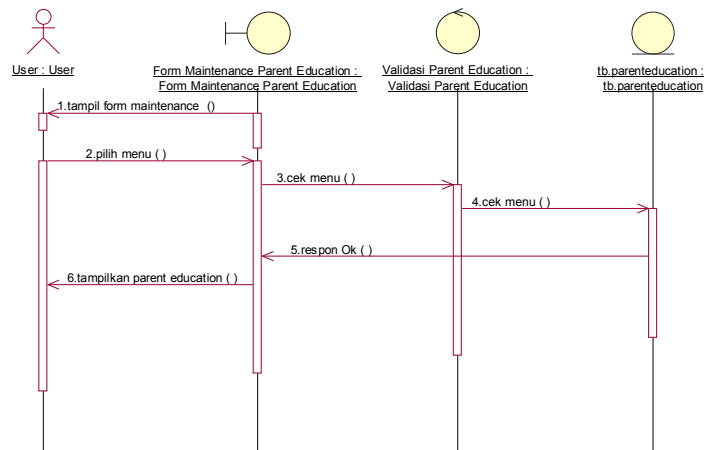 User : User
Form Maintenance Parent Education :
Form Maintenance Parent Education
Validasi Parent Education :
Validasi Parent Education
tb.parenteducation :
tb.parenteducation
1.tampil form maintenance ()
2.pilih menu ( )
3.cek menu ( )
4.cek menu ( )
5.respon Ok ( )
6.tampilkan parent education ( )